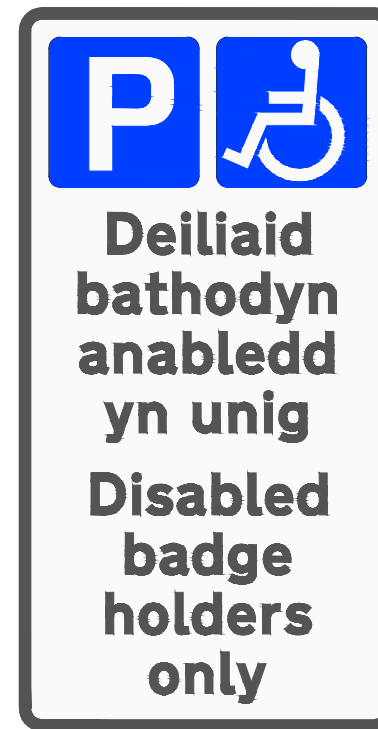 P
Deiliaid
bathodyn
anabledd
yn unig
Disabled
badge
holders
only